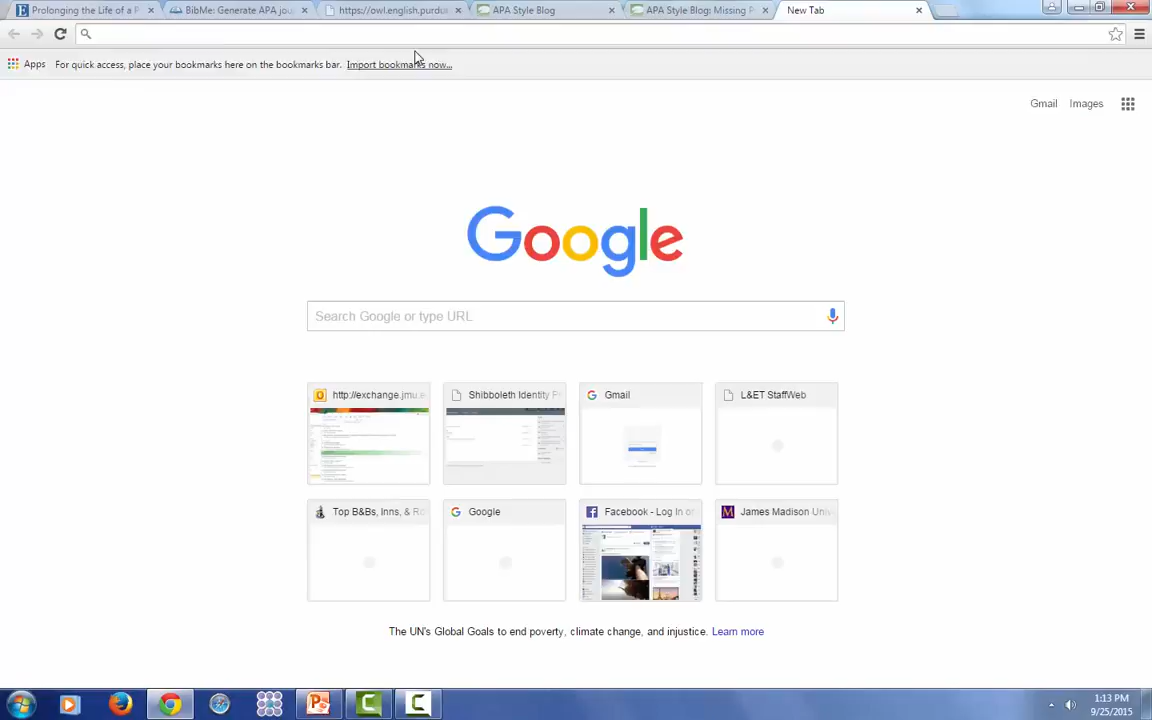 Prolonging the Life of a P
BibMe: Generate APA jou
https://owl.english.purdu
APA Style Blog
APA Style Blog: Missing P
New Tab
Apps
For quick access, place your bookmarks here on the bookmarks bar. Import bookmarks now...
Gmail
Images
Google
Search Google or type URL
http://exchange.jmu.e
Shibboleth Identity P
Gmail
L&ET StaffWeb
Top B&Bs, Inns, & Ro
Google
Facebook - Log In or
James Madison Univ
The UN's Global Goals to end poverty, climate change, and injustice. Learn more
1:13 PM
9/25/2015